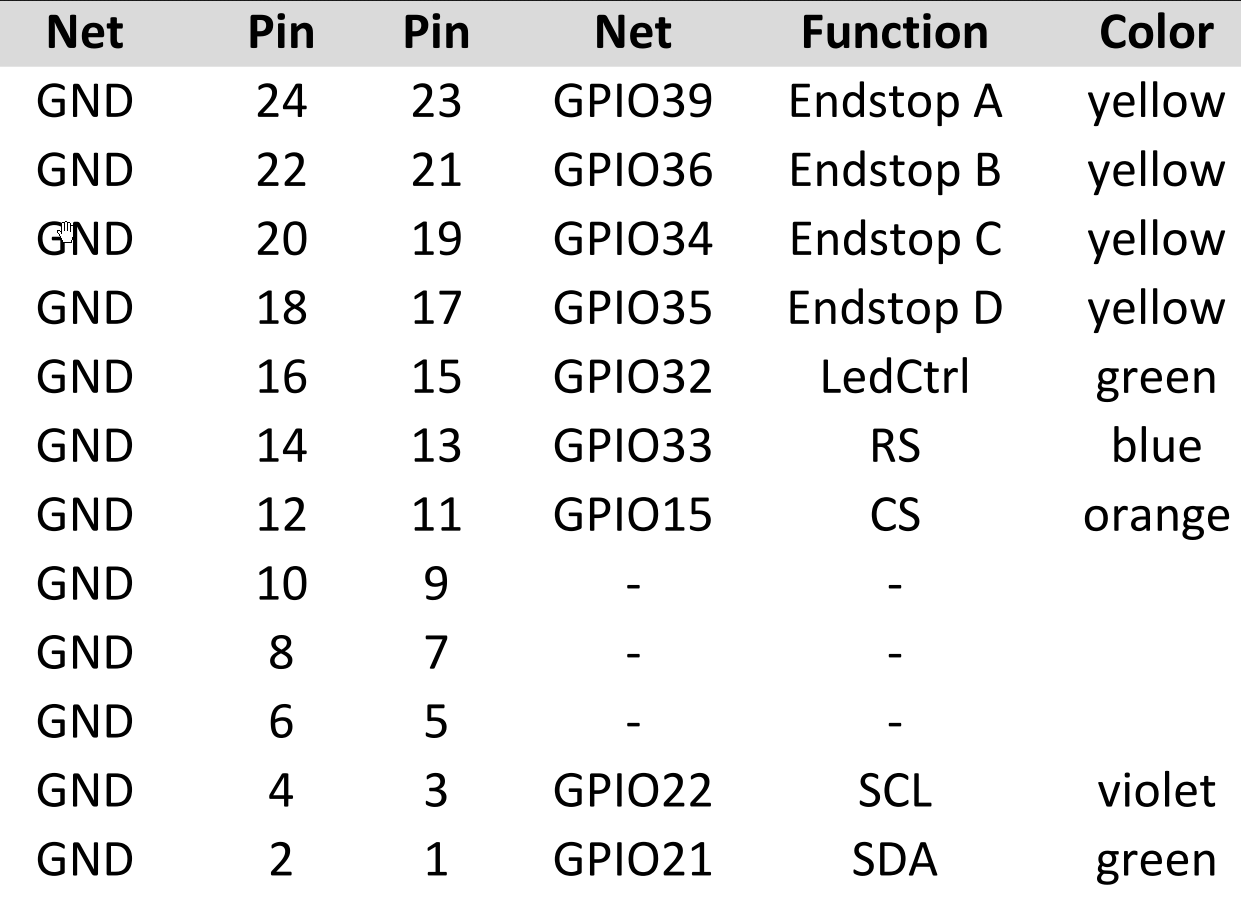 Net Pin Pin Net Function Color
GND 24 23 GPIO39 Endstop A yellow
GND 22 21 GPIO36 Endstop B yellow
GND 20 19 GPIO34 Endstop C yellow
GND 18 17 GPIO35 Endstop D yellow
GND 16 15 GPIO32 LedCtrl green
GND 14 13 GPIO33 RS blue
GND 12 11 GPIO15 CS orange
GND 10 9 - -
GND 8 7 - -
GND 6 5 - -
GND 4 3 GPIO22 SCL violet
GND 2 1 GPIO21 SDA green